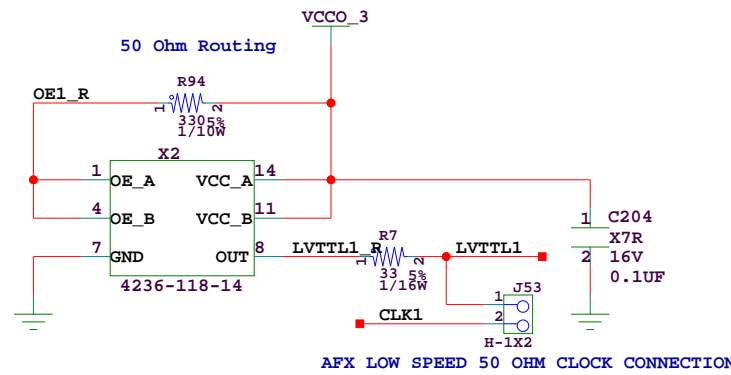 VCCO_3
50 Ohm Routing
R94
OE1_R
1 2
330 5%
1/10W
X2
1 OE_A VCC_A 14
4 OE_B VCC_B 11
7 GND OUT 8
4236-118-14
LVTTL1_R
R7
1 2
33 5%
1/16W
LVTTL1
1 C204
X7R
2 16V
0.1UF
J53
1
2
CLK1
H-1X2
AFX LOW SPEED 50 OHM CLOCK CONNECTION